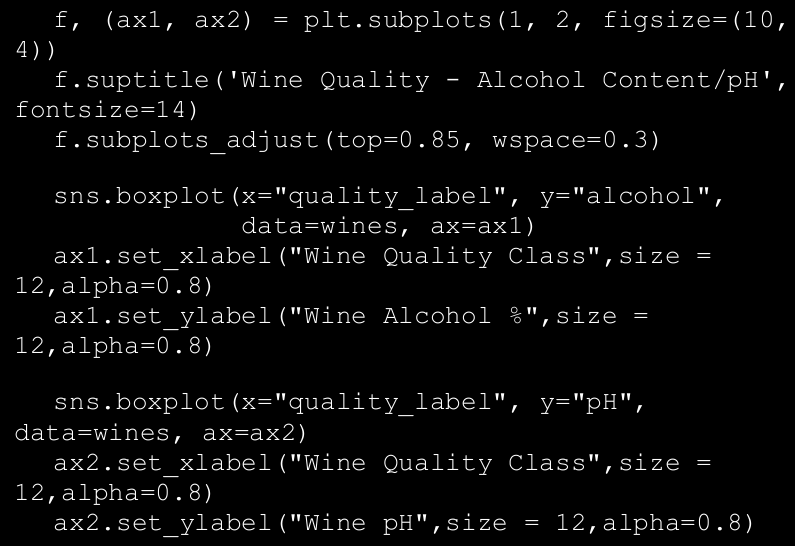 f, (ax1, ax2) = plt.subplots(1, 2, figsize=(10,
4))
f.suptitle('Wine Quality - Alcohol Content/pH',
fontsize=14)
f.subplots_adjust(top=0.85, wspace=0.3)
sns.boxplot(x="quality_label", y="alcohol",
data=wines, ax=ax1)
ax1.set_xlabel("Wine Quality Class",size =
12,alpha=0.8)
ax1.set_ylabel("Wine Alcohol %",size =
12,alpha=0.8)
sns.boxplot(x="quality_label", y="pH",
data=wines, ax=ax2)
ax2.set_xlabel("Wine Quality Class",size =
12,alpha=0.8)
ax2.set_ylabel("Wine pH",size = 12,alpha=0.8)